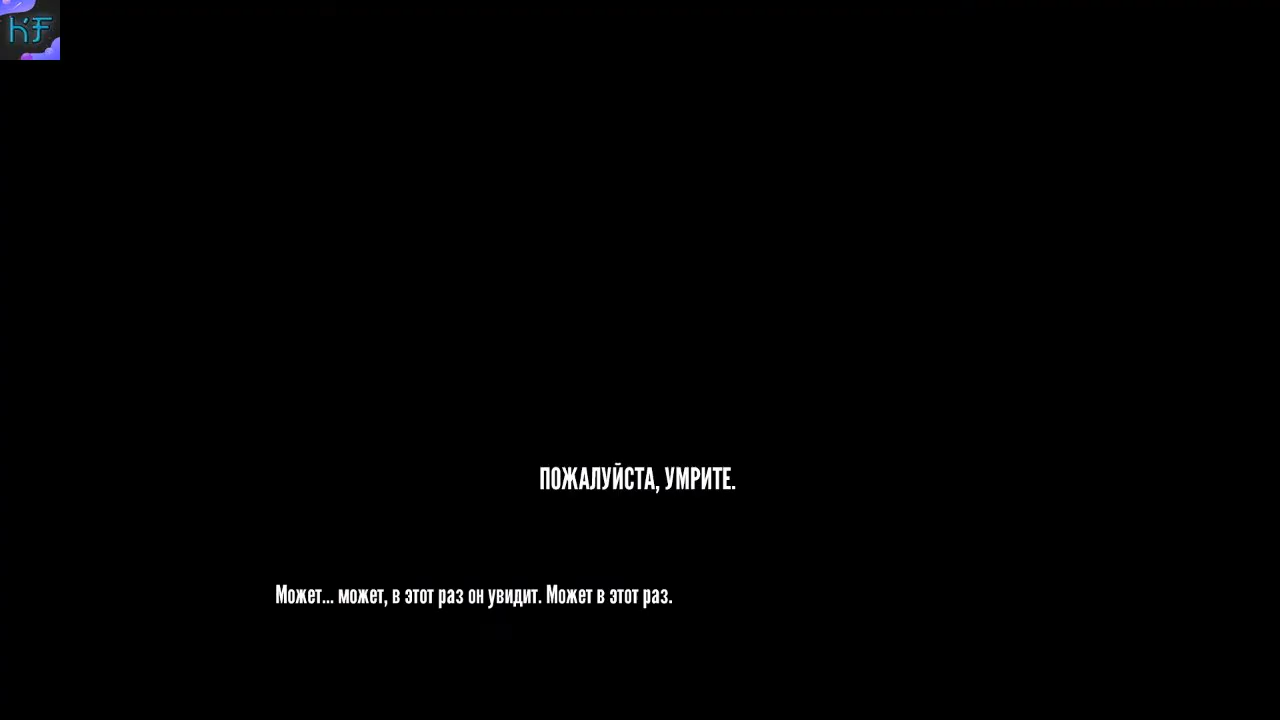 ПОЖАЛУЙСТА, УМРИТЕ.
Может... может, в этот раз он увидит. Может в этот раз.